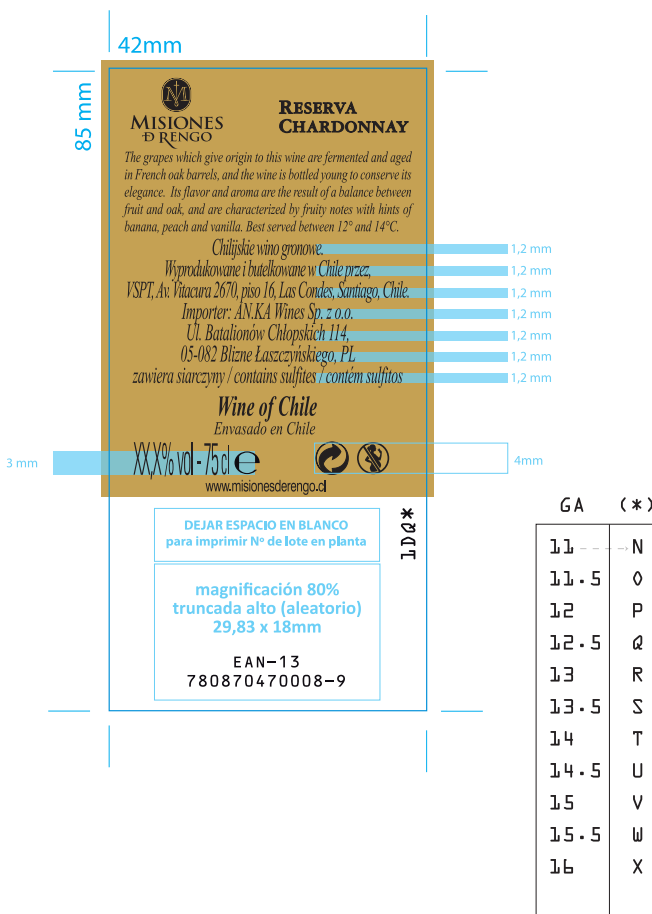 42mm
85 mm
M
MISIONES
D RENGO
RESERVA
CHARDONNAY
The grapes which give origin to this wine are fermented and aged
in French oak barrels, and the wine is bottled young to conserve its
elegance. Its flavor and aroma are the result of a balance between
fruit and oak, and are characterized by fruity notes with hints of
banana, peach and vanilla. Best served between 12° and 14°C.
Chilijskie wino gronowe.
1,2 mm
Wyprodukowane i butelkowane w Chile przez,
1,2 mm
VSPT, Av. Vitacura 2670, piso 16, Las Condes, Santiago, Chile.
1,2 mm
Importer: AN.KA Wines Sp. z o.o.
1,2 mm
Ul. Batalionów Chłopskich 114,
1,2 mm
05-082 Blizne Łaszczyńskiego, PL
1,2 mm
zawiera siarczyny / contains sulfites / contém sulfitos
1,2 mm
Wine of Chile
Envasado en Chile
3 mm
XX,X% vol - 75 cl e
4mm
www.misionesderengo.cl
DEJAR ESPACIO EN BLANCO
para imprimir Nº de lote en planta
1DQ*
magnificación 80%
truncada alto (aleatorio)
29,83 x 18mm
EAN-13
780870470008-9
GA (*)
11 N
11.5 O
12 P
12.5 Q
13 R
13.5 S
14 T
14.5 U
15 V
15.5 W
16 X